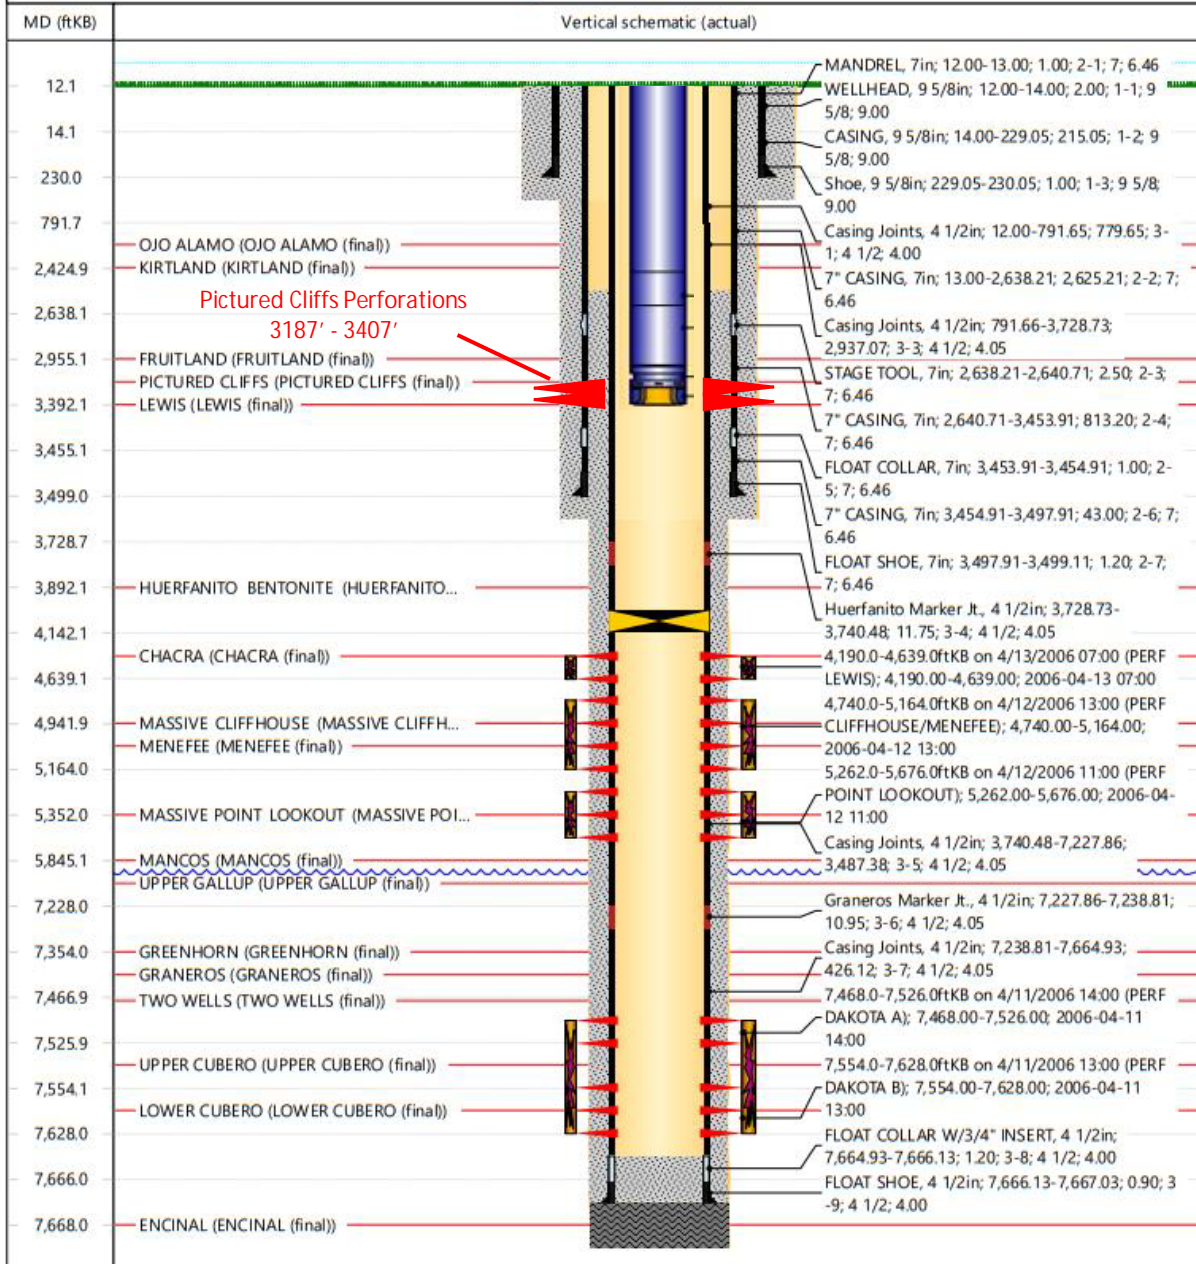 MD (ftKB)
Vertical schematic (actual)
12.1
14.1
230.0
791.7
2,424.9
2,638.1
2,955.1
3,392.1
3,455.1
3,499.0
3,728.7
3,892.1
4,142.1
4,639.1
4,941.9
5,164.0
5,352.0
5,845.1
7,228.0
7,354.0
7,466.9
7,525.9
7,554.1
7,628.0
7,666.0
7,668.0
OJO ALAMO (OJO ALAMO (final))
KIRTLAND (KIRTLAND (final))
Pictured Cliffs Perforations
3187' - 3407'
FRUITLAND (FRUITLAND (final))
PICTURED CLIFFS (PICTURED CLIFFS (final))
LEWIS (LEWIS (final))
HUERFANITO BENTONITE (HUERFANITO...
CHACRA (CHACRA (final))
MASSIVE CLIFFHOUSE (MASSIVE CLIFFH...
MENEFEE (MENEFEE (final))
MASSIVE POINT LOOKOUT (MASSIVE POI...
MANCOS (MANCOS (final))
UPPER GALLUP (UPPER GALLUP (final))
GREENHORN (GREENHORN (final))
GRANEROS (GRANEROS (final))
TWO WELLS (TWO WELLS (final))
UPPER CUBERO (UPPER CUBERO (final))
LOWER CUBERO (LOWER CUBERO (final))
ENCINAL (ENCINAL (final))
MANDREL, 7in; 12.00-13.00; 1.00; 2-1; 7; 6.46
WELLHEAD, 9 5/8in; 12.00-14.00; 2.00; 1-1; 9
5/8; 9.00
CASING, 9 5/8in; 14.00-229.05; 215.05; 1-2; 9
5/8; 9.00
Shoe, 9 5/8in; 229.05-230.05; 1.00; 1-3; 9 5/8;
9.00
Casing Joints, 4 1/2in; 12.00-791.65; 779.65; 3-
1; 4 1/2; 4.00
7" CASING, 7in; 13.00-2,638.21; 2,625.21; 2-2; 7;
6.46
Casing Joints, 4 1/2in; 791.66-3,728.73;
2,937.07; 3-3; 4 1/2; 4.05
STAGE TOOL, 7in; 2,638.21-2,640.71; 2.50; 2-3;
7; 6.46
7" CASING, 7in; 2,640.71-3,453.91; 813.20; 2-4;
7; 6.46
FLOAT COLLAR, 7in; 3,453.91-3,454.91; 1.00; 2-
5; 7; 6.46
7" CASING, 7in; 3,454.91-3,497.91; 43.00; 2-6; 7;
6.46
FLOAT SHOE, 7in; 3,497.91-3,499.11; 1.20; 2-7;
7; 6.46
Huerfanito Marker Jt., 4 1/2in; 3,728.73-
3,740.48; 11.75; 3-4; 4 1/2; 4.05
4,190.0-4,639.0ftKB on 4/13/2006 07:00 (PERF
LEWIS); 4,190.00-4,639.00; 2006-04-13 07:00
4,740.0-5,164.0ftKB on 4/12/2006 13:00 (PERF
CLIFFHOUSE/MENEFEE); 4,740.00-5,164.00;
2006-04-12 13:00
5,262.0-5,676.0ftKB on 4/12/2006 11:00 (PERF
POINT LOOKOUT); 5,262.00-5,676.00; 2006-04-
12 11:00
Casing Joints, 4 1/2in; 3,740.48-7,227.86;
3,487.38; 3-5; 4 1/2; 4.05
Graneros Marker Jt., 4 1/2in; 7,227.86-7,238.81;
10.95; 3-6; 4 1/2; 4.05
Casing Joints, 4 1/2in; 7,238.81-7,664.93;
426.12; 3-7; 4 1/2; 4.05
7,468.0-7,526.0ftKB on 4/11/2006 14:00 (PERF
DAKOTA A); 7,468.00-7,526.00; 2006-04-11
14:00
7,554.0-7,628.0ftKB on 4/11/2006 13:00 (PERF
DAKOTA B); 7,554.00-7,628.00; 2006-04-11
13:00
FLOAT COLLAR W/3/4" INSERT, 4 1/2in;
7,664.93-7,666.13; 1.20; 3-8; 4 1/2; 4.00
FLOAT SHOE, 4 1/2in; 7,666.13-7,667.03; 0.90; 3
-9; 4 1/2; 4.00